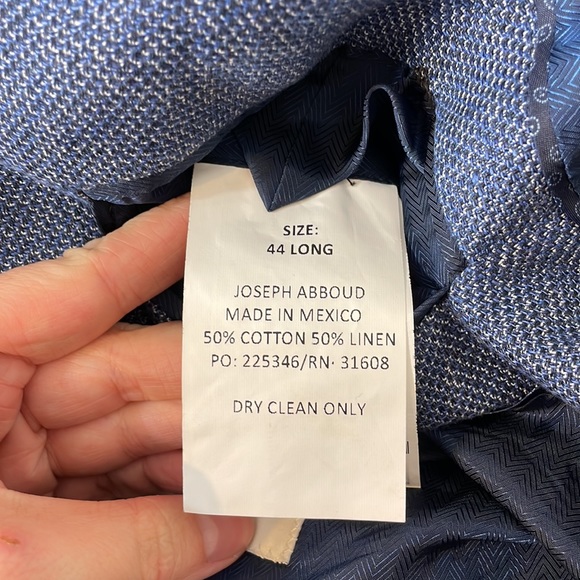 SIZE:
44 LONG
JOSEPH ABBOUD
MADE IN MEXICO
50% COTTON 50% LINEN
PO: 225346/RN· 31608
DRY CLEAN ONLY